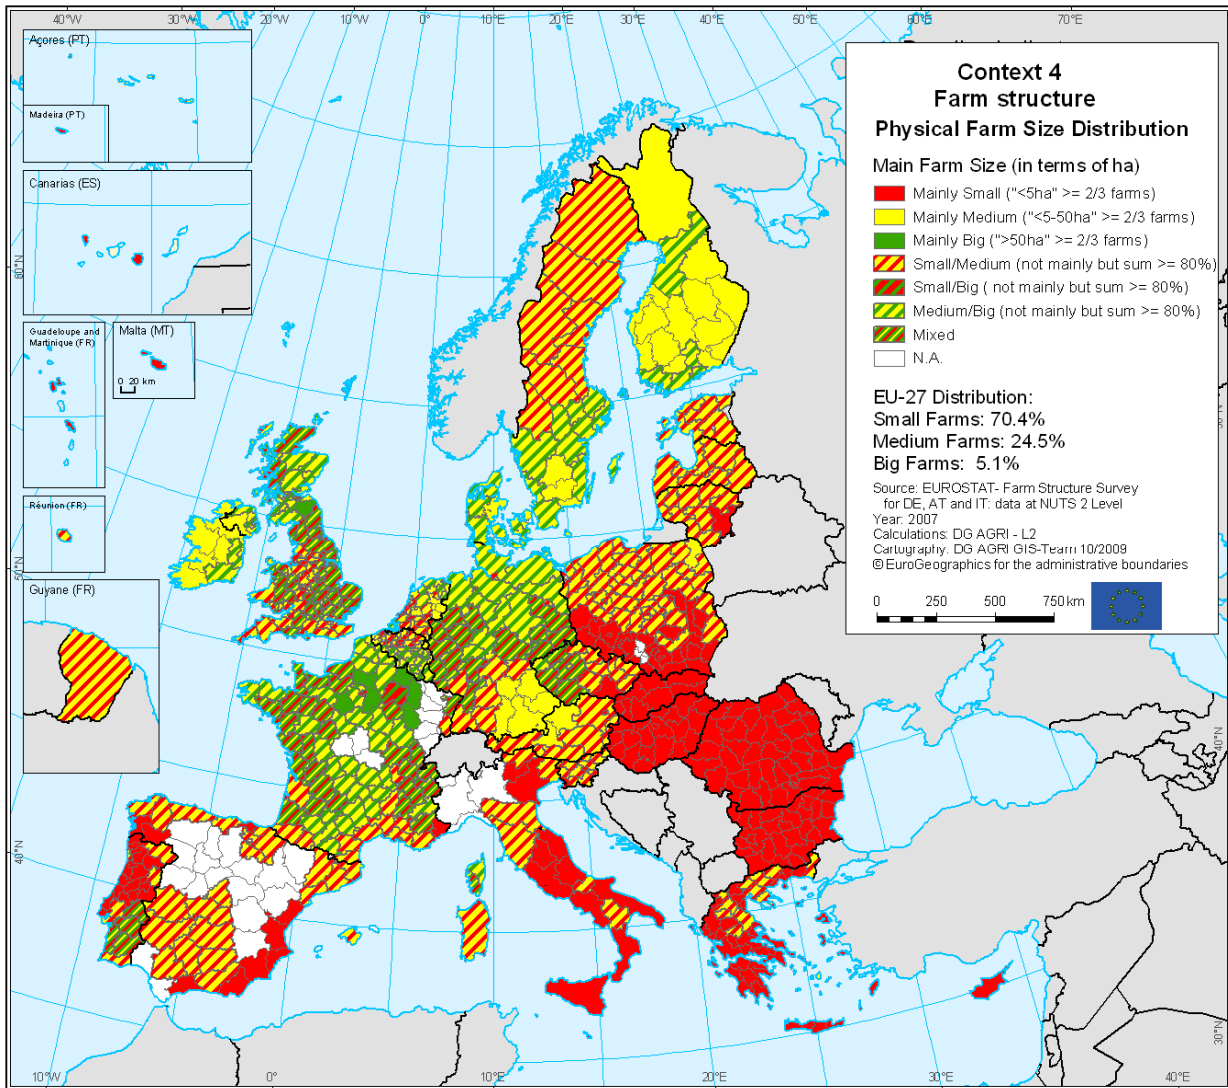 40°W
30°W
20°W
10°W
0°
10°E
20°E
30°E
40°E
50°E
60°E
70°E
Açores (PT)
Madeira (PT)
Canarias (ES)
Guadeloupe and
Martinique (FR)
Malta (MT)
0 20 km
Réunion (FR)
Guyane (FR)
60°N
50°N
40°N
Context 4
Farm structure
Physical Farm Size Distribution
Main Farm Size (in terms of ha)
Mainly Small ("<5ha" >= 2/3 farms)
Mainly Medium ("<5-50ha" >= 2/3 farms)
Mainly Big (">50ha" >= 2/3 farms)
Small/Medium (not mainly but sum >= 80%)
Small/Big ( not mainly but sum >= 80%)
Medium/Big (not mainly but sum >= 80%)
Mixed
N.A.
EU-27 Distribution:
Small Farms: 70.4%
Medium Farms: 24.5%
Big Farms: 5.1%
Source: EUROSTAT- Farm Structure Survey
for DE, AT and IT: data at NUTS 2 Level
Year: 2007
Calculations: DG AGRI - L2
Cartography: DG AGRI GIS-Team 10/2009
© EuroGeographics for the administrative boundaries
0 250 500 750 km
40°N
30°N
10°W
0°
10°E
20°E
30°E
40°E